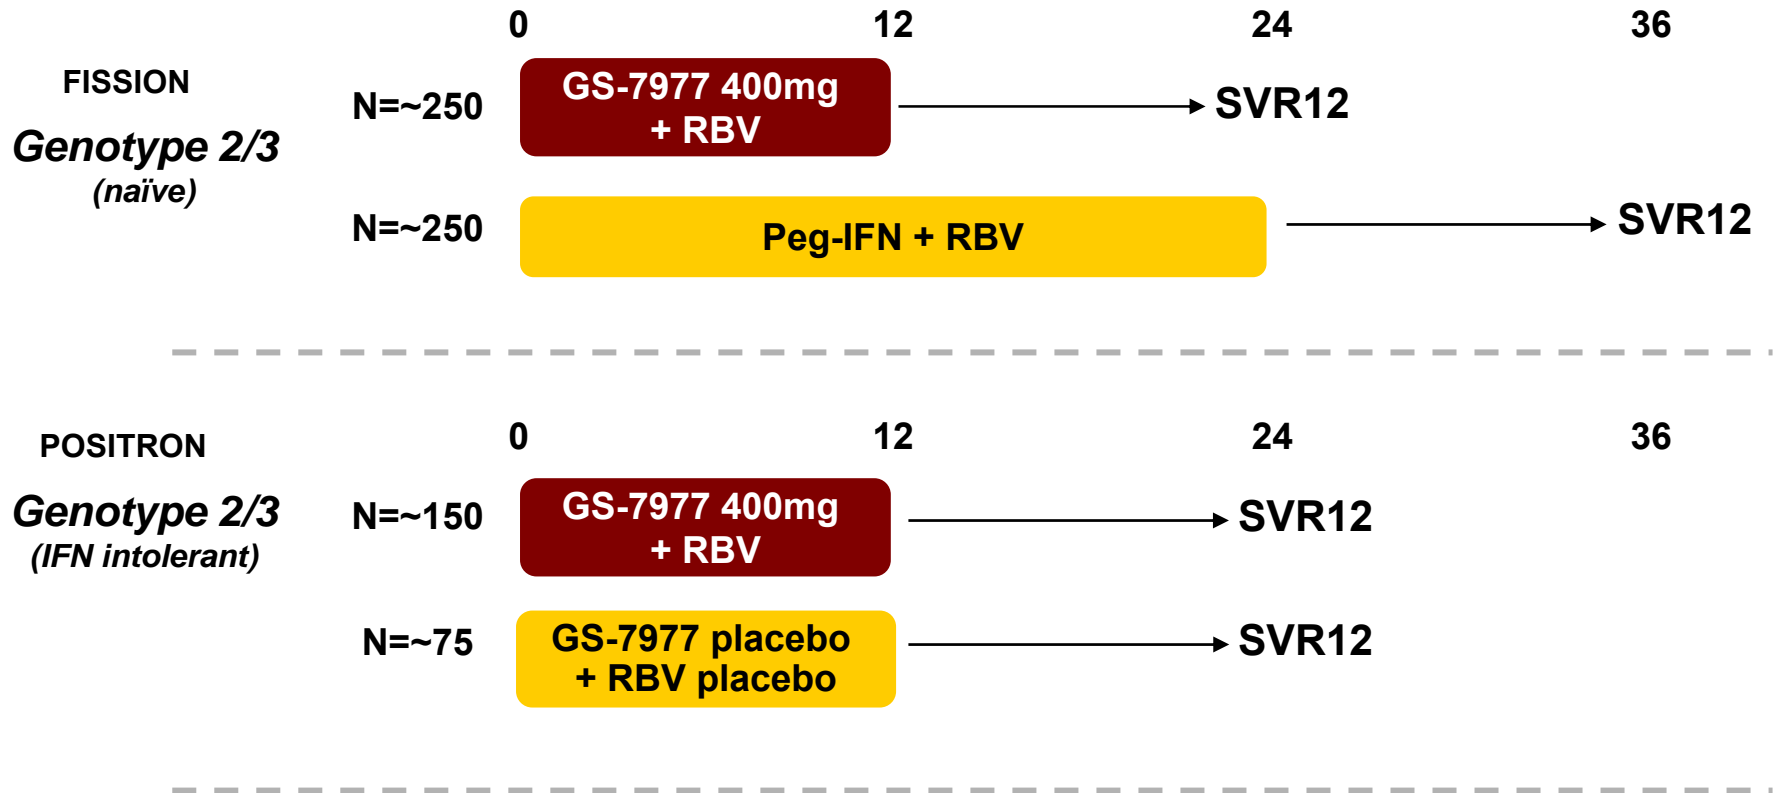 0 12 24 36
FISSION
Genotype 2/3
(naïve)
N=~250
GS-7977 400mg
+ RBV
SVR12
N=~250
Peg-IFN + RBV
SVR12
0 12 24 36
POSITRON
Genotype 2/3
(IFN intolerant)
N=~150
GS-7977 400mg
+ RBV
SVR12
N=~75
GS-7977 placebo
+ RBV placebo
SVR12